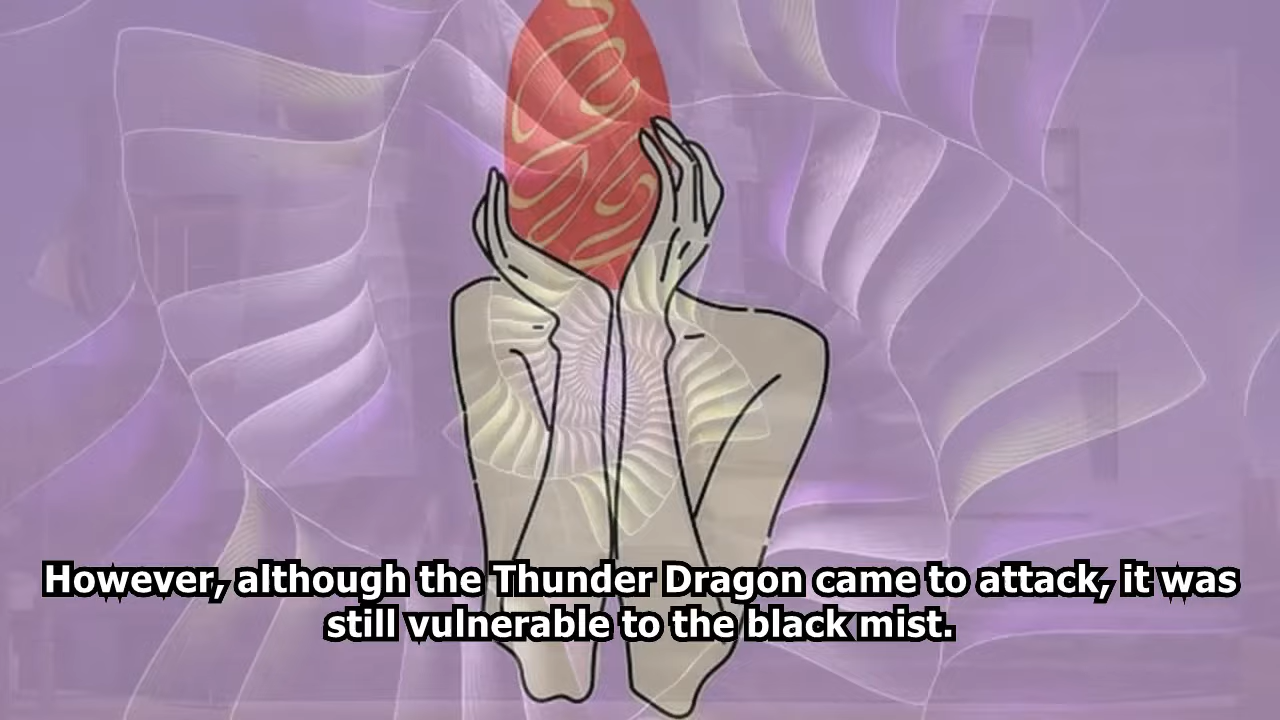 However, although the Thunder Dragon came to attack, it was
still vulnerable to the black mist.